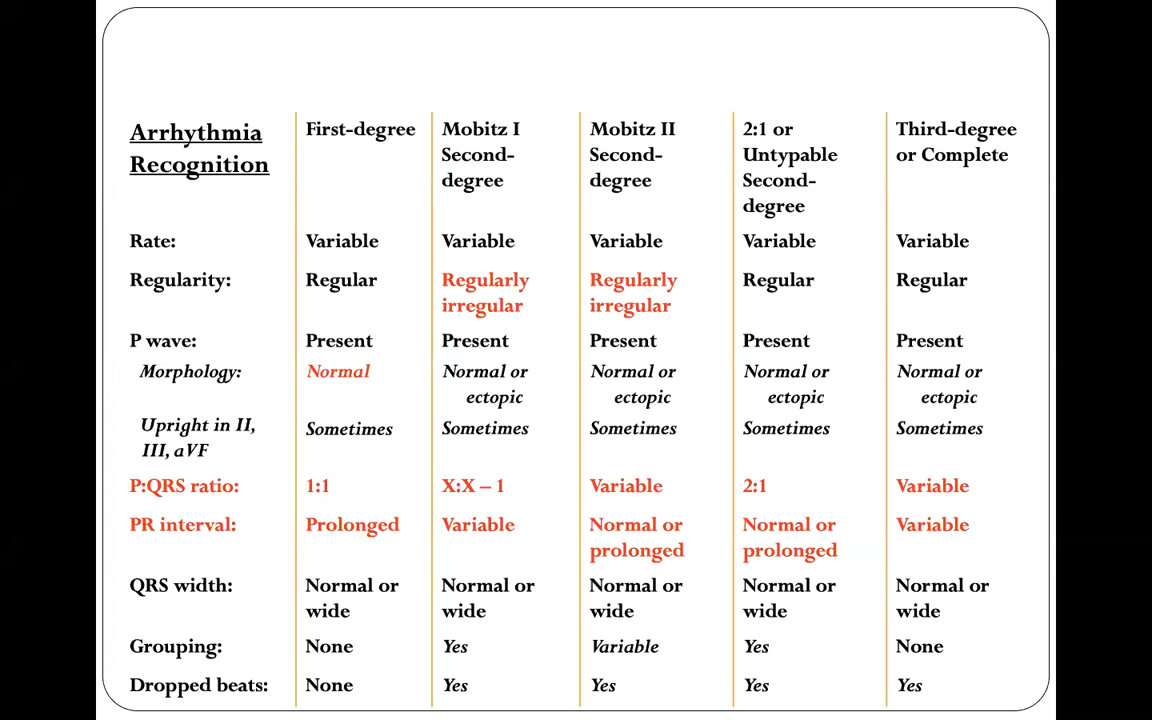 Arrhythmia Recognition First-degree Mobitz I Second-degree Mobitz II Second-degree 2:1 or Untypable Second-degree Third-degree or Complete
Rate: Variable Variable Variable Variable Variable
Regularity: Regular Regularly irregular Regularly irregular Regular Regular
P wave: Present Present Present Present Present
Morphology: Normal Normal or ectopic Normal or ectopic Normal or ectopic Normal or ectopic
Upright in II, III, aVF Sometimes Sometimes Sometimes Sometimes Sometimes
P:QRS ratio: 1:1 X:X – 1 Variable 2:1 Variable
PR interval: Prolonged Variable Normal or prolonged Normal or prolonged Variable
QRS width: Normal or wide Normal or wide Normal or wide Normal or wide Normal or wide
Grouping: None Yes Variable Yes None
Dropped beats: None Yes Yes Yes Yes